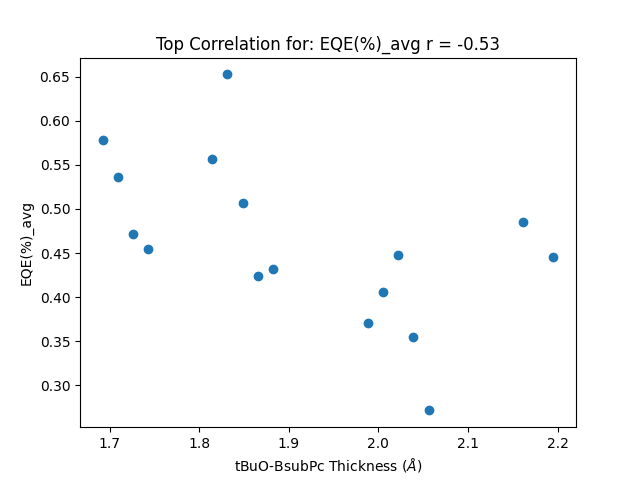 Top Correlation for: EQE(%)_avg r = -0.53
EQE(%)_avg
0.65
0.60
0.55
0.50
0.45
0.40
0.35
0.30
1.7 1.8 1.9 2.0 2.1 2.2
tBuO-BsubPc Thickness (Å)